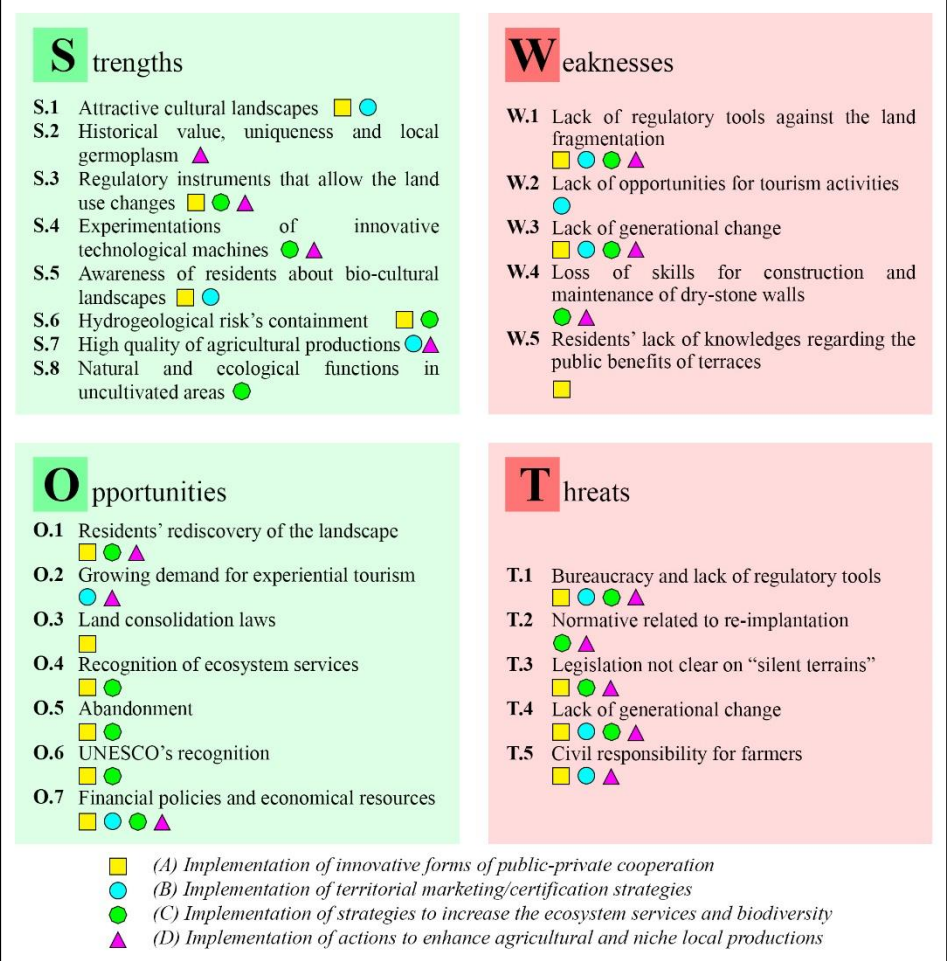 Strengths
S.1 Attractive cultural landscapes
S.2 Historical value, uniqueness and local
germoplasm
S.3 Regulatory instruments that allow the land
use changes
S.4 Experimentations of innovative
technological machines
S.5 Awareness of residents about bio-cultural
landscapes
S.6 Hydrogeological risk's containment
S.7 High quality of agricultural productions
S.8 Natural and ecological functions in
uncultivated areas
Weaknesses
W.1 Lack of regulatory tools against the land
fragmentation
W.2 Lack of opportunities for tourism activities
W.3 Lack of generational change
W.4 Loss of skills for construction and
maintenance of dry-stone walls
W.5 Residents' lack of knowledges regarding the
public benefits of terraces
Opportunities
O.1 Residents' rediscovery of the landscape
O.2 Growing demand for experiential tourism
O.3 Land consolidation laws
O.4 Recognition of ecosystem services
O.5 Abandonment
O.6 UNESCO's recognition
O.7 Financial policies and economical resources
Threats
T.1 Bureaucracy and lack of regulatory tools
T.2 Normative related to re-implantation
T.3 Legislation not clear on “silent terrains”
T.4 Lack of generational change
T.5 Civil responsibility for farmers
(A) Implementation of innovative forms of public-private cooperation
(B) Implementation of territorial marketing/certification strategies
(C) Implementation of strategies to increase the ecosystem services and biodiversity
(D) Implementation of actions to enhance agricultural and niche local productions